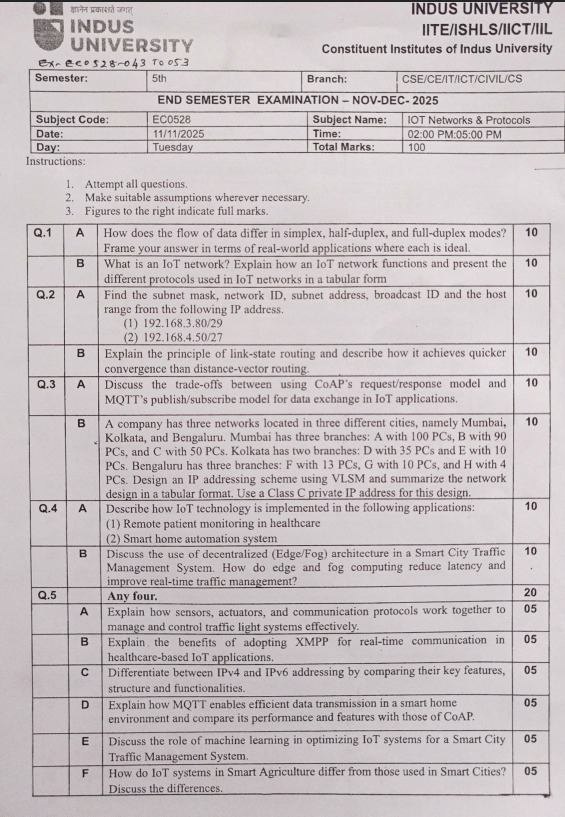 ज्ञानेन प्रकाशते जगत्
INDUS
UNIVERSITY
INDUS UNIVERSITY
IITE/ISHLS/IICT/IIL
Constituent Institutes of Indus University
Ex- ec0528-043 To 053
Semester: 5th Branch: CSE/CE/IT/ICT/CIVIL/CS
END SEMESTER EXAMINATION – NOV-DEC- 2025
Subject Code: EC0528 Subject Name: IOT Networks & Protocols
Date: 11/11/2025 Time: 02:00 PM:05:00 PM
Day: Tuesday Total Marks: 100
Instructions:
1. Attempt all questions.
2. Make suitable assumptions wherever necessary.
3. Figures to the right indicate full marks.
Q.1 A How does the flow of data differ in simplex, half-duplex, and full-duplex modes? 10
Frame your answer in terms of real-world applications where each is ideal.
B What is an IoT network? Explain how an IoT network functions and present the 10
different protocols used in IoT networks in a tabular form
Q.2 A Find the subnet mask, network ID, subnet address, broadcast ID and the host 10
range from the following IP address.
(1) 192.168.3.80/29
(2) 192.168.4.50/27
B Explain the principle of link-state routing and describe how it achieves quicker 10
convergence than distance-vector routing.
Q.3 A Discuss the trade-offs between using CoAP's request/response model and 10
MQTT's publish/subscribe model for data exchange in IoT applications.
B A company has three networks located in three different cities, namely Mumbai, 10
Kolkata, and Bengaluru. Mumbai has three branches: A with 100 PCs, B with 90
PCs, and C with 50 PCs. Kolkata has two branches: D with 35 PCs and E with 10
PCs. Bengaluru has three branches: F with 13 PCs, G with 10 PCs, and H with 4
PCs. Design an IP addressing scheme using VLSM and summarize the network
design in a tabular format. Use a Class C private IP address for this design.
Q.4 A Describe how IoT technology is implemented in the following applications: 10
(1) Remote patient monitoring in healthcare
(2) Smart home automation system
B Discuss the use of decentralized (Edge/Fog) architecture in a Smart City Traffic 10
Management System. How do edge and fog computing reduce latency and
improve real-time traffic management?
Q.5 Any four. 20
A Explain how sensors, actuators, and communication protocols work together to 05
manage and control traffic light systems effectively.
B Explain the benefits of adopting XMPP for real-time communication in 05
healthcare-based IoT applications.
C Differentiate between IPv4 and IPv6 addressing by comparing their key features, 05
structure and functionalities.
D Explain how MQTT enables efficient data transmission in a smart home 05
environment and compare its performance and features with those of CoAP.
E Discuss the role of machine learning in optimizing IoT systems for a Smart City 05
Traffic Management System.
F How do IoT systems in Smart Agriculture differ from those used in Smart Cities? 05
Discuss the differences.